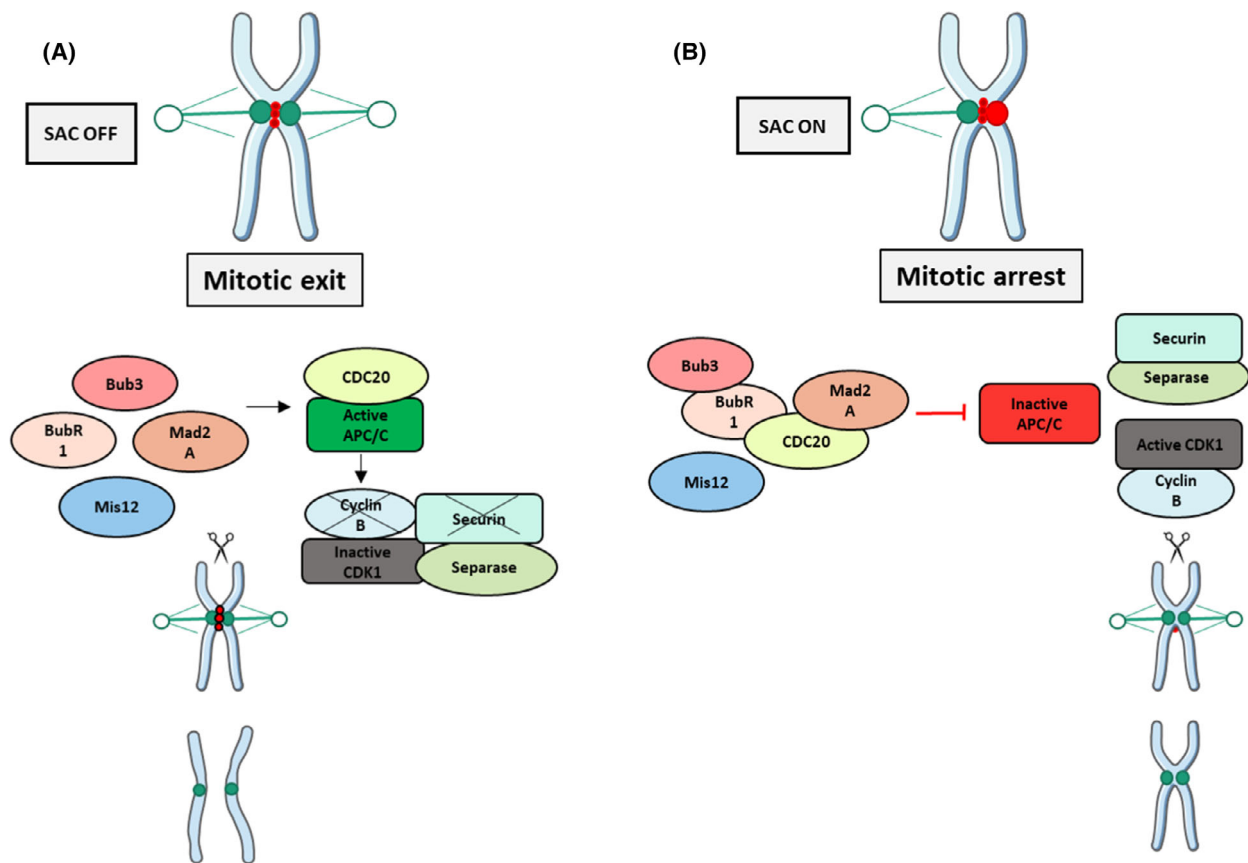 (A)
SAC OFF
Mitotic exit
Bub3
BubR
1
Mad2
A
Mis12
CDC20
Active
APC/C
Cyclin
B
Securin
Inactive
CDK1
Separase
(B)
SAC ON
Mitotic arrest
Bub3
BubR
1
Mad2
A
CDC20
Mis12
Inactive
APC/C
Securin
Separase
Active CDK1
Cyclin
B